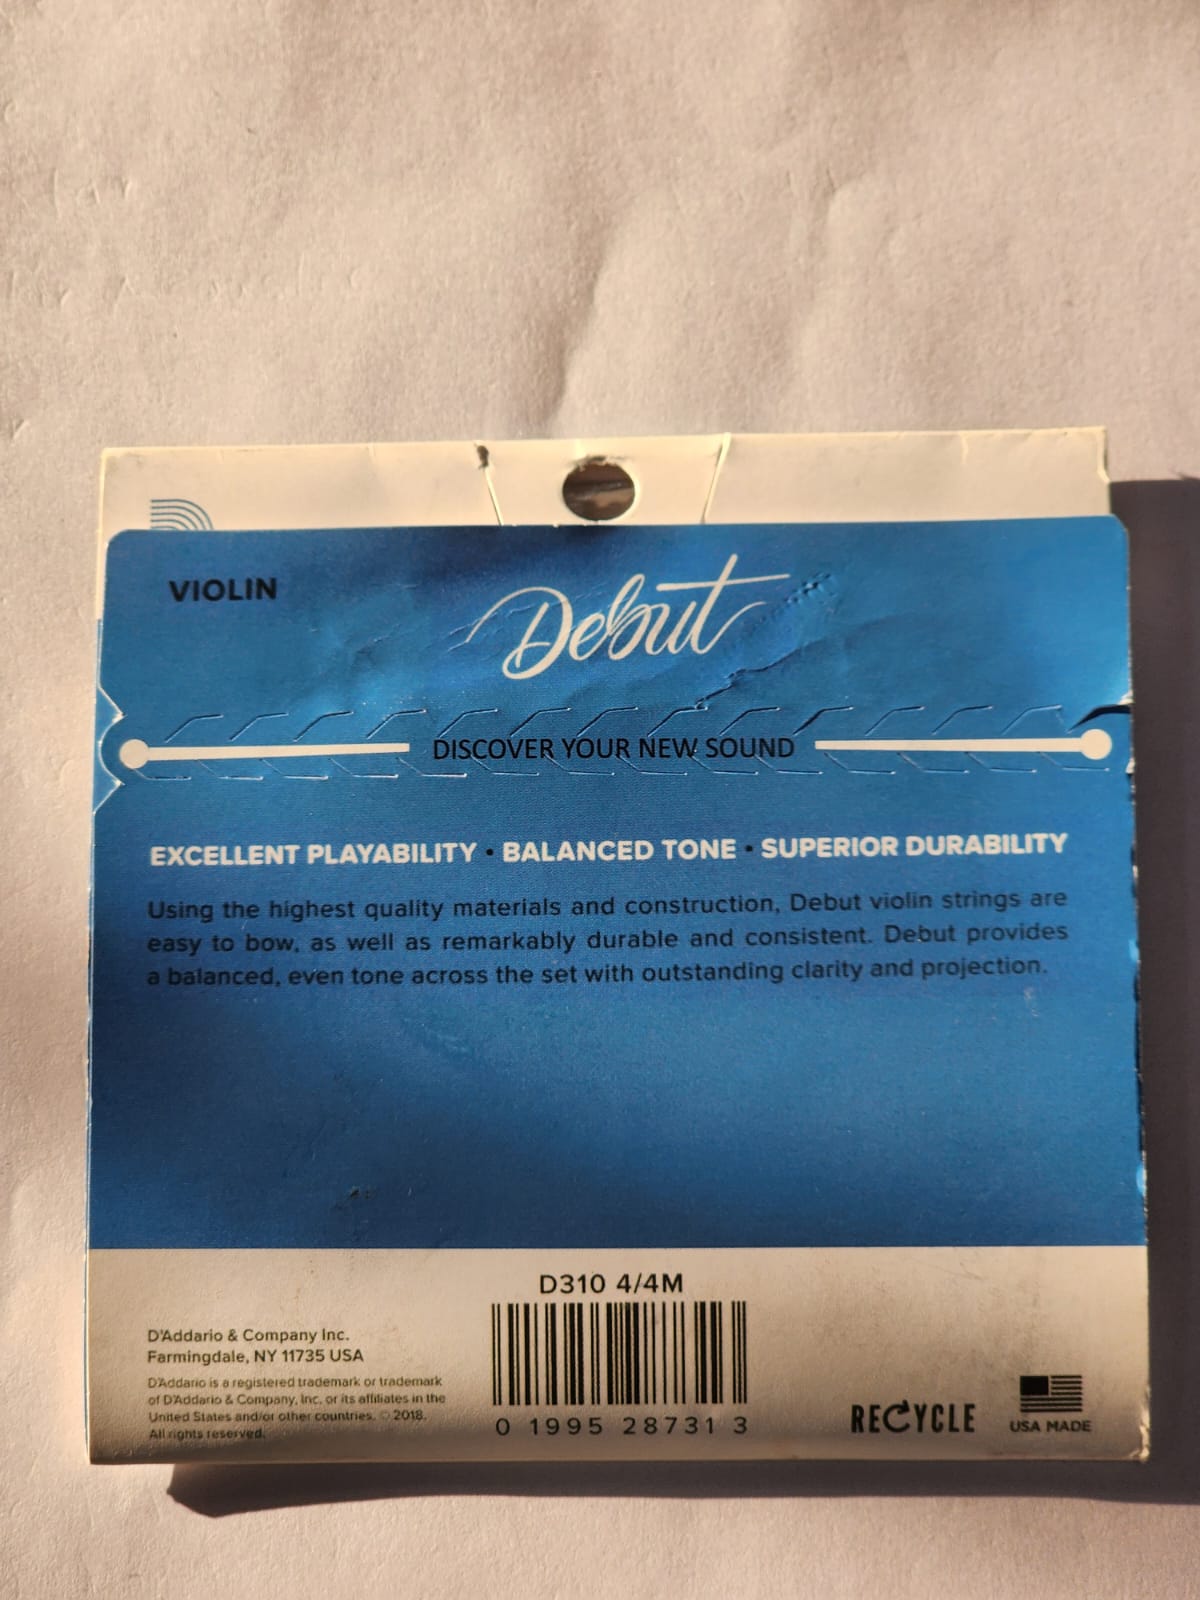 VIOLIN
Debut
DISCOVER YOUR NEW SOUND
EXCELLENT PLAYABILITY • BALANCED TONE • SUPERIOR DURABILITY
Using the highest quality materials and construction, Debut violin strings are
easy to bow, as well as remarkably durable and consistent. Debut provides
a balanced, even tone across the set with outstanding clarity and projection.
D310 4/4M
0 1995 28731 3
D'Addario & Company Inc.
Farmingdale, NY 11735 USA
D'Addario is a registered trademark or trademark
of D'Addario & Company, Inc. or its affiliates in the
United States and/or other countries. © 2018.
All rights reserved.
RECYCLE
USA MADE